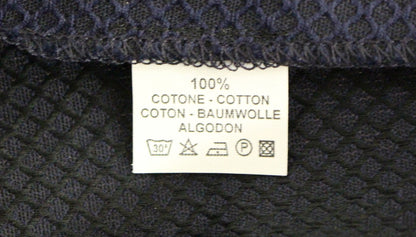 100%
COTONE - COTTON
COTON - BAUMWOLLE
ALGODON
30° P